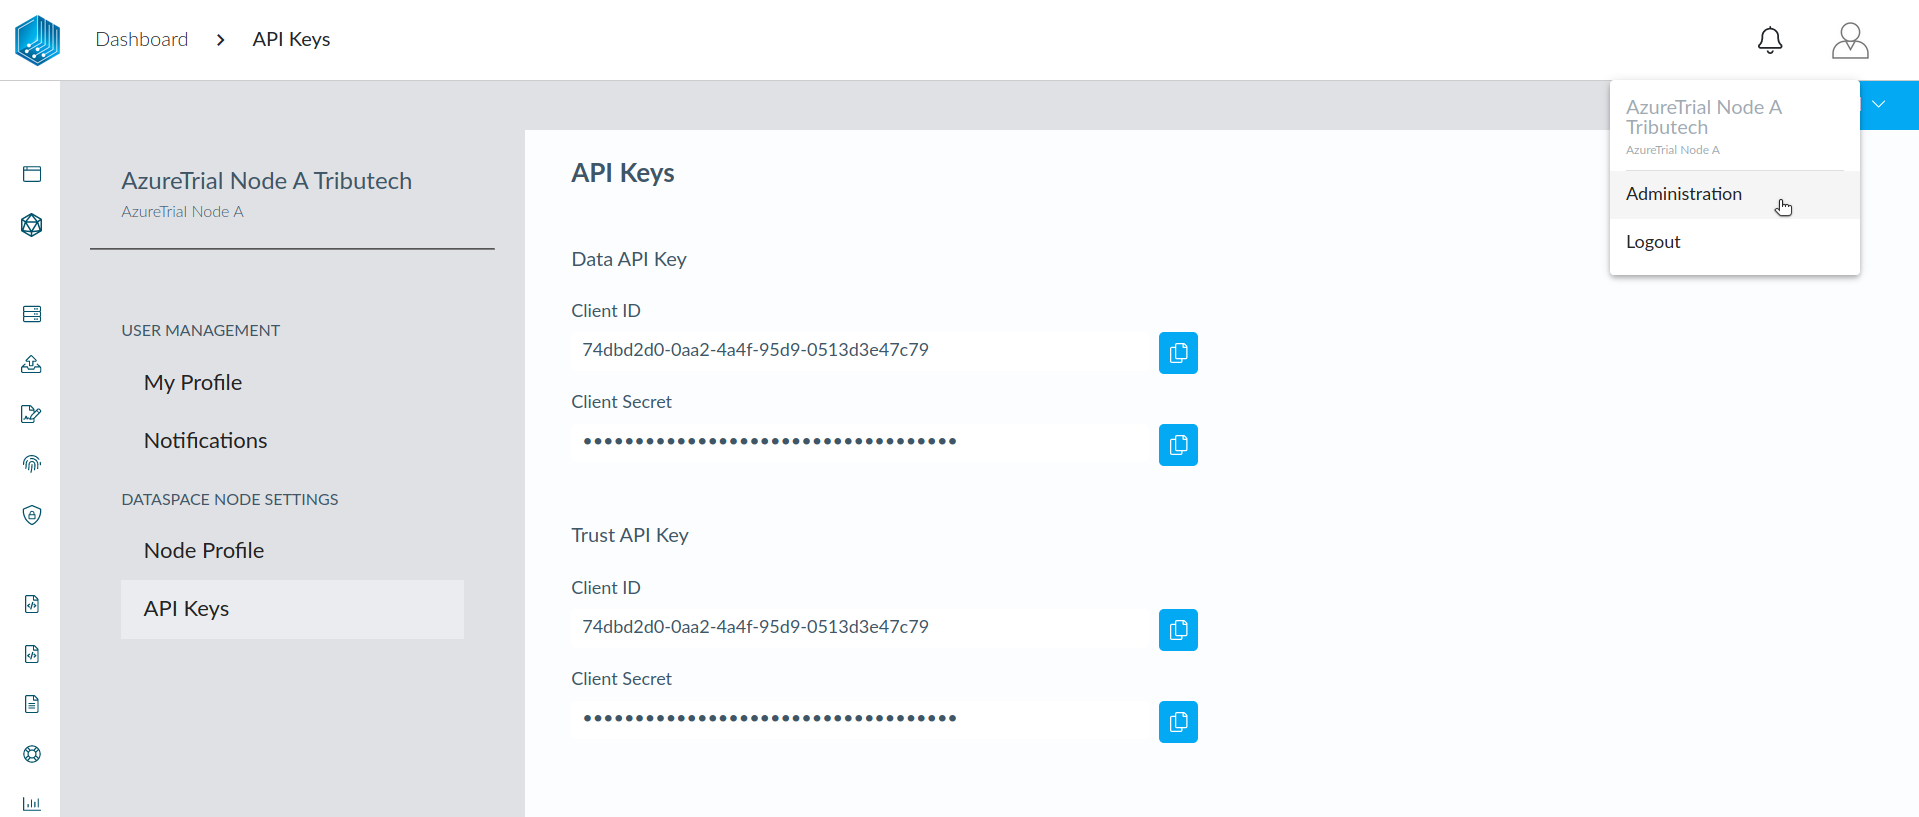 Dashboard > API Keys
AzureTrial Node A
Tributech
AzureTrial Node A
Administration
Logout
AzureTrial Node A Tributech
AzureTrial Node A
USER MANAGEMENT
My Profile
Notifications
DATASPACE NODE SETTINGS
Node Profile
API Keys
API Keys
Data API Key
Client ID
74dbd2d0-0aa2-4a4f-95d9-0513d3e47c79
Client Secret
••••••••••••••••••••••••••••••••••••
Trust API Key
Client ID
74dbd2d0-0aa2-4a4f-95d9-0513d3e47c79
Client Secret
••••••••••••••••••••••••••••••••••••